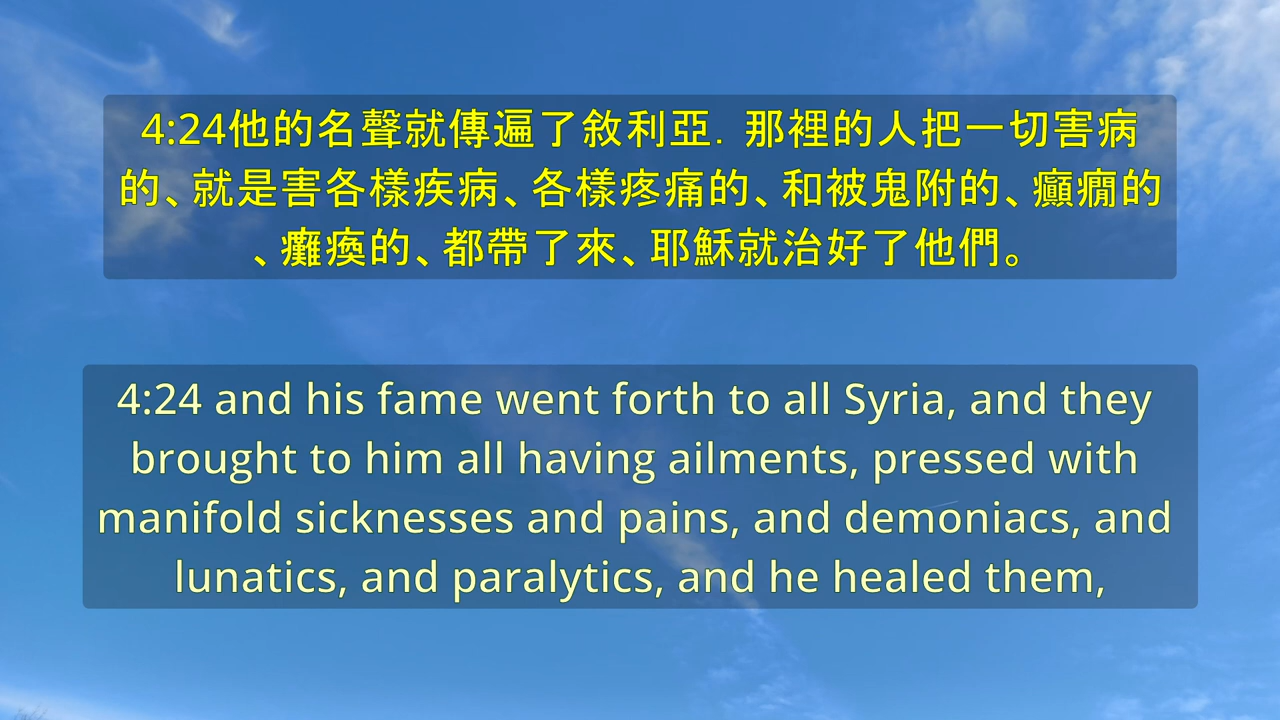 4:24他的名聲就傳遍了敘利亞．那裡的人把一切害病
的、就是害各樣疾病、各樣疼痛的、和被鬼附的、癲癇的
、癱瘓的、都帶了來、耶穌就治好了他們。
4:24 and his fame went forth to all Syria, and they
brought to him all having ailments, pressed with
manifold sicknesses and pains, and demoniacs, and
lunatics, and paralytics, and he healed them,